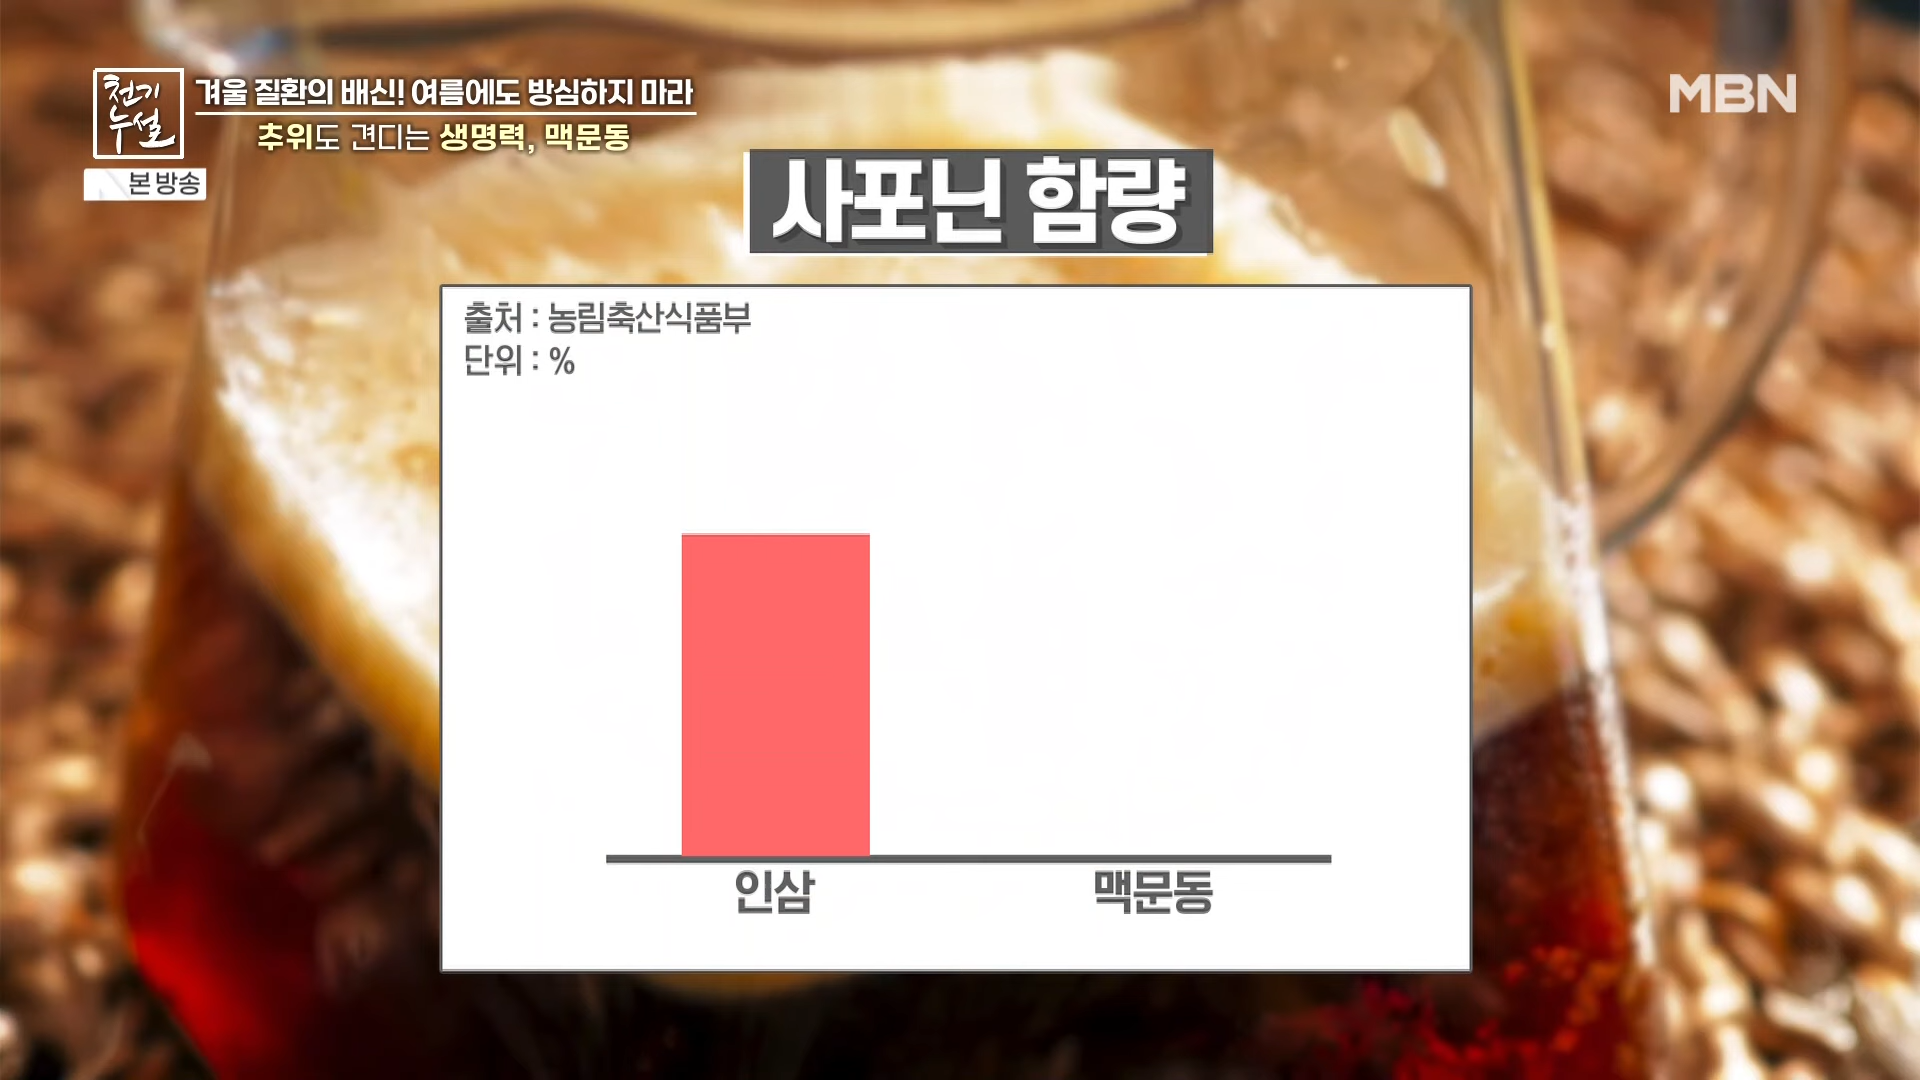 천기누설
겨울 질환의 배신! 여름에도 방심하지 마라
추위도 견디는 생명력, 맥문동
본방송
MBN
사포닌 함량
출처 : 농림축산식품부
단위 : %
인삼
맥문동